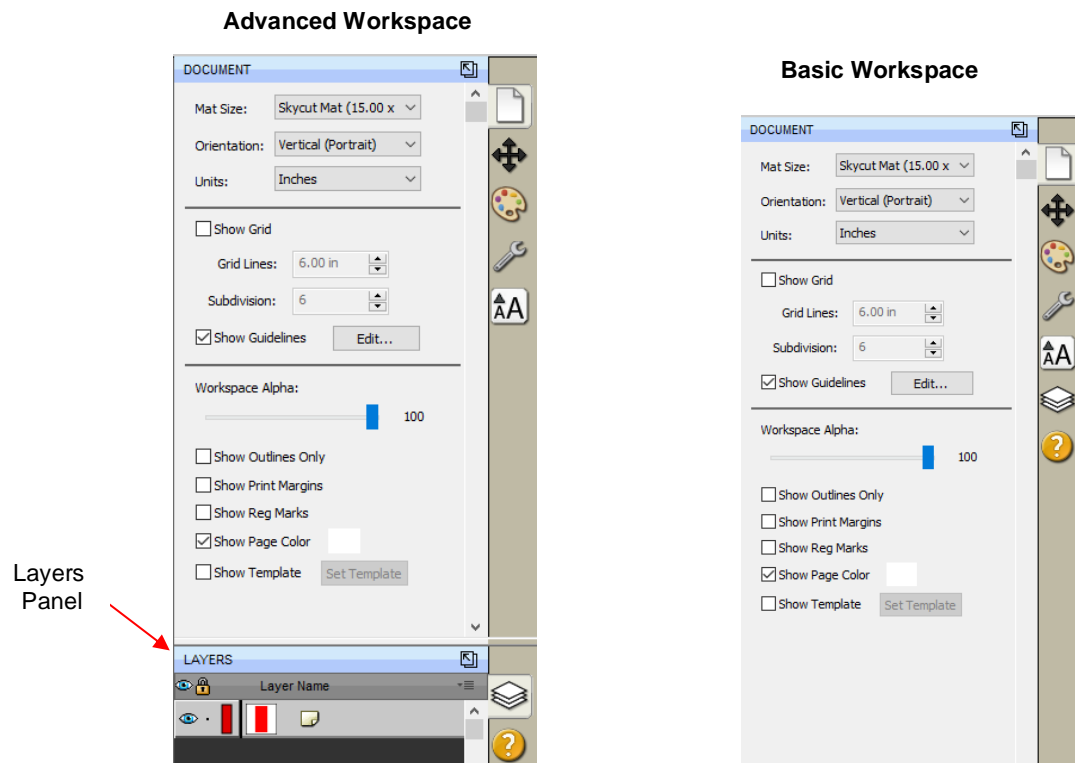 Advanced Workspace
DOCUMENT
Mat Size: Skycut Mat (15.00 x
Orientation: Vertical (Portrait)
Units: Inches
Show Grid
Grid Lines: 6.00 in
Subdivision: 6
Show Guidelines Edit...
Workspace Alpha:
100
Show Outlines Only
Show Print Margins
Show Reg Marks
Show Page Color
Show Template Set Template
Layers
Panel
LAYERS
Layer Name
AA
?
Basic Workspace
DOCUMENT
Mat Size: Skycut Mat (15.00 x
Orientation: Vertical (Portrait)
Units: Inches
Show Grid
Grid Lines: 6.00 in
Subdivision: 6
Show Guidelines Edit...
Workspace Alpha:
100
Show Outlines Only
Show Print Margins
Show Reg Marks
Show Page Color
Show Template Set Template
AA
?